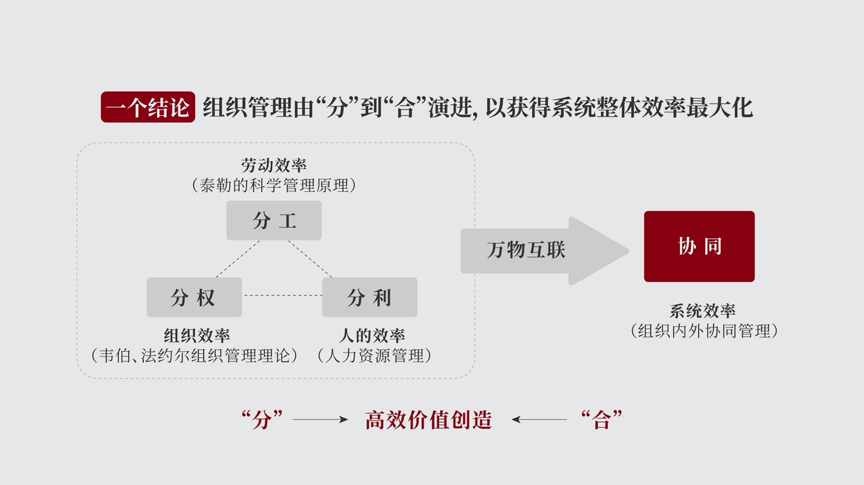 一个结论 组织管理由“分”到“合”演进，以获得系统整体效率最大化
劳动效率
（泰勒的科学管理原理）
分 工
分 权
分 利
组织效率
（韦伯、法约尔组织管理理论）
人的效率
（人力资源管理）
万物互联
协 同
系统效率
（组织内外协同管理）
“分” 高效价值创造 “合”